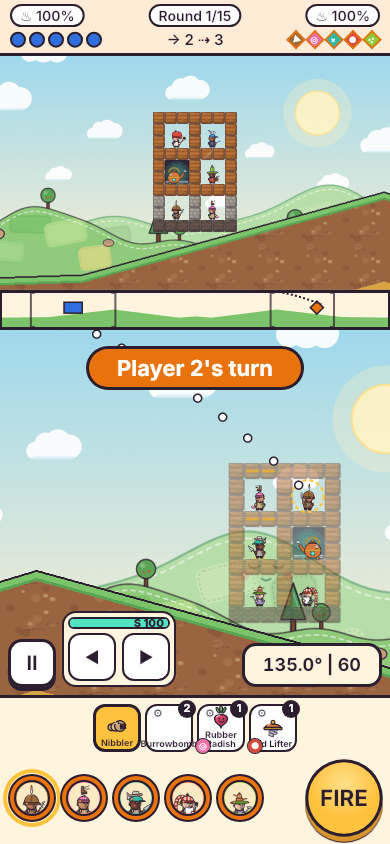 ♨ 100%
Round 1/15
♨ 100%
→ 2 ⇢ 3
Player 2's turn
S 100
135.0° | 60
2
1
1
Nibbler
Burrowbomb
Rubber
Radish
d Lifter
FIRE